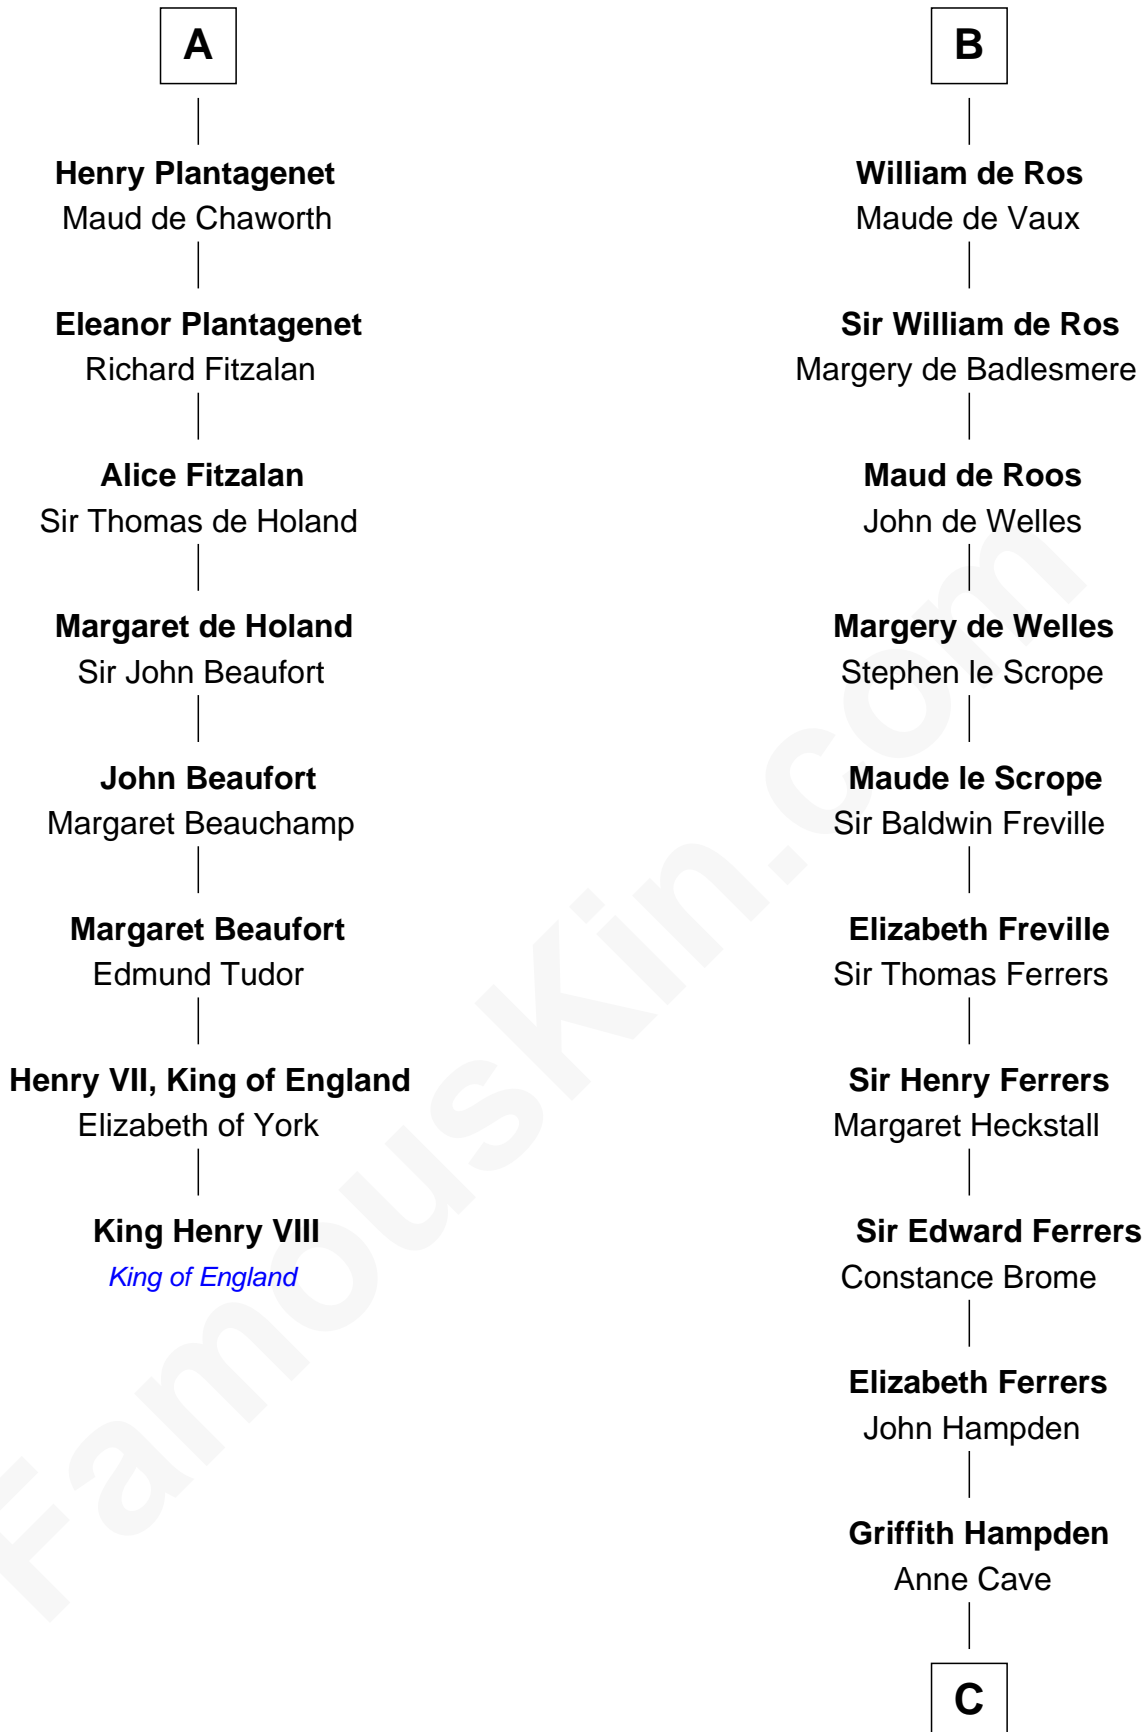 A
Henry Plantagenet
Maud de Chaworth
Eleanor Plantagenet
Richard Fitzalan
Alice Fitzalan
Sir Thomas de Holand
Margaret de Holand
Sir John Beaufort
John Beaufort
Margaret Beauchamp
Margaret Beaufort
Edmund Tudor
Henry VII, King of England
Elizabeth of York
King Henry VIII
King of England
B
William de Ros
Maude de Vaux
Sir William de Ros
Margery de Badlesmere
Maud de Roos
John de Welles
Margery de Welles
Stephen le Scrope
Maude le Scrope
Sir Baldwin Freville
Elizabeth Freville
Sir Thomas Ferrers
Sir Henry Ferrers
Margaret Heckstall
Sir Edward Ferrers
Constance Brome
Elizabeth Ferrers
John Hampden
Griffith Hampden
Anne Cave
C
FamousKin.com